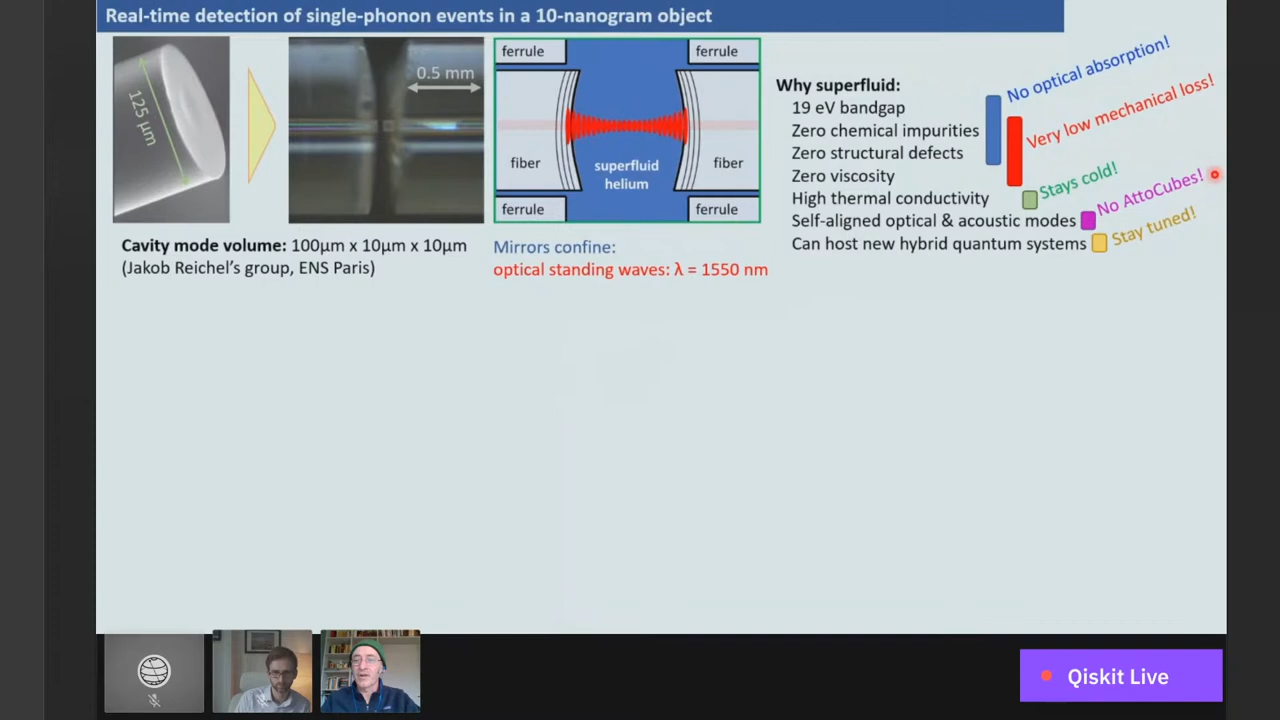 Real-time detection of single-phonon events in a 10-nanogram object
125 μm
0.5 mm
ferrule
ferrule
fiber
superfluid
helium
fiber
ferrule
ferrule
Cavity mode volume: 100μm x 10μm x 10μm
(Jakob Reichel's group, ENS Paris)
Mirrors confine:
optical standing waves: λ = 1550 nm
Why superfluid:
19 eV bandgap
Zero chemical impurities
Zero structural defects
Zero viscosity
High thermal conductivity
Self-aligned optical & acoustic modes
Can host new hybrid quantum systems
No optical absorption!
Very low mechanical loss!
Stays cold!
No AttoCubes!
Stay tuned!
Qiskit Live